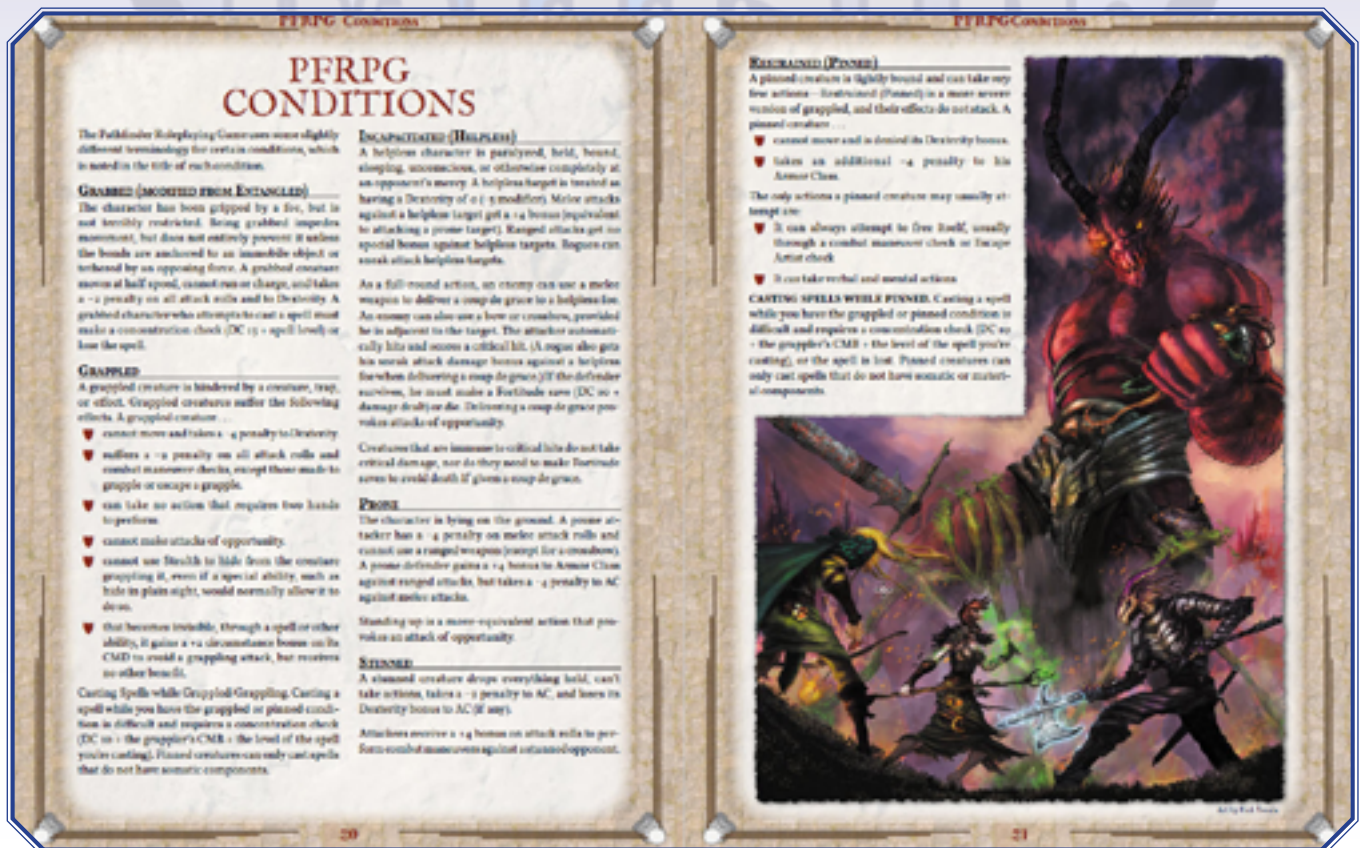 PFRPG CONDITIONS
PFRPG
CONDITIONS
The Pathfinder Roleplaying Game uses some slightly
different terminology for certain conditions, which
is noted in the title of each condition.
GRABBED (MODIFIED FROM ENTANGLED)
The character has been gripped by a foe, but is
not terribly restricted. Being grabbed impedes
movement, but does not entirely prevent it unless
the bonds are anchored to an immobile object or
tethered by an opposing force. A grabbed creature
moves at half speed, cannot run or charge, and takes
a −2 penalty on all attack rolls and to Dexterity. A
grabbed character who attempts to cast a spell must
make a concentration check (DC 15 + spell level) or
lose the spell.
GRAPPLED
A grappled creature is hindered by a creature, trap,
or effect. Grappled creatures suffer the following
effects. A grappled creature . . .
cannot move and takes a −4 penalty to Dexterity.
suffers a −2 penalty on all attack rolls and
combat maneuver checks, except those made to
grapple or escape a grapple.
can take no action that requires two hands
to perform.
cannot make attacks of opportunity.
cannot use Stealth to hide from the creature
grappling it, even if a special ability, such as
hide in plain sight, would normally allow it to
do so.
that becomes invisible, through a spell or other
ability, it gains a +2 circumstance bonus on its
CMD to avoid a grappling attack, but receives
no other benefit.
Casting Spells while Grappled/Grappling. Casting a
spell while you have the grappled or pinned condi-
tion is difficult and requires a concentration check
(DC 10 + the grappler's CMB + the level of the spell
you're casting). Pinned creatures can only cast spells
that do not have somatic components.
INCAPACITATED (HELPLESS)
A helpless character is paralyzed, held, bound,
sleeping, unconscious, or otherwise completely at
an opponent's mercy. A helpless target is treated as
having a Dexterity of 0 (−5 modifier). Melee attacks
against a helpless target get a +4 bonus (equivalent
to attacking a prone target). Ranged attacks get no
special bonus against helpless targets. Rogues can
sneak attack helpless targets.
As a full-round action, an enemy can use a melee
weapon to deliver a coup de grace to a helpless foe.
An enemy can also use a bow or crossbow, provided
he is adjacent to the target. The attacker automati-
cally hits and scores a critical hit. (A rogue also gets
his sneak attack damage bonus against a helpless
foe when delivering a coup de grace.) If the defender
survives, he must make a Fortitude save (DC 10 +
damage dealt) or die. Delivering a coup de grace pro-
vokes attacks of opportunity.
Creatures that are immune to critical hits do not take
critical damage, nor do they need to make Fortitude
saves to avoid death if given a coup de grace.
PRONE
The character is lying on the ground. A prone at-
tacker has a −4 penalty on melee attack rolls and
cannot use a ranged weapon (except for a crossbow).
A prone defender gains a +4 bonus to Armor Class
against ranged attacks, but takes a −4 penalty to AC
against melee attacks.
Standing up is a move-equivalent action that pro-
vokes an attack of opportunity.
STUNNED
A stunned creature drops everything held, can't
take actions, takes a −2 penalty to AC, and loses its
Dexterity bonus to AC (if any).
Attackers receive a +4 bonus on attack rolls to per-
form combat maneuvers against a stunned opponent.
20
PFRPG CONDITIONS
RESTRAINED (PINNED)
A pinned creature is tightly bound and can take very
few actions—Restrained (Pinned) is a more severe
version of grappled, and their effects do not stack. A
pinned creature . . .
cannot move and is denied its Dexterity bonus.
takes an additional −4 penalty to his
Armor Class.
The only actions a pinned creature may usually at-
tempt are:
It can always attempt to free itself, usually
through a combat maneuver check or Escape
Artist check
It can take verbal and mental actions
CASTING SPELLS WHILE PINNED. Casting a spell
while you have the grappled or pinned condition is
difficult and requires a concentration check (DC 10
+ the grappler's CMB + the level of the spell you're
casting), or the spell is lost. Pinned creatures can
only cast spells that do not have somatic or materi-
al components.
Art by
21